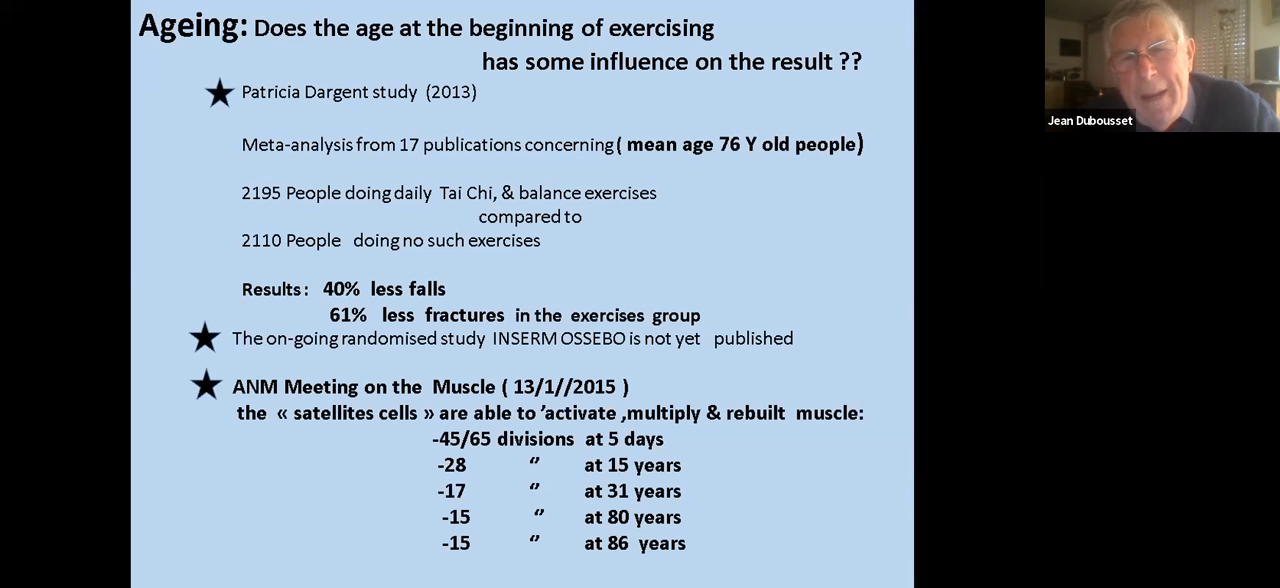 Ageing: Does the age at the beginning of exercising
has some influence on the result ??
Patricia Dargent study (2013)
Meta-analysis from 17 publications concerning ( mean age 76 Y old people)
2195 People doing daily Tai Chi, & balance exercises
compared to
2110 People doing no such exercises
Results : 40% less falls
61% less fractures in the exercises group
The on-going randomised study INSERM OSSEBO is not yet published
ANM Meeting on the Muscle ( 13/1//2015 )
the « satellites cells » are able to ’activate ,multiply & rebuilt muscle:
-45/65 divisions at 5 days
-28 ‘’ at 15 years
-17 ‘’ at 31 years
-15 ‘’ at 80 years
-15 ‘’ at 86 years
Jean Dubousset